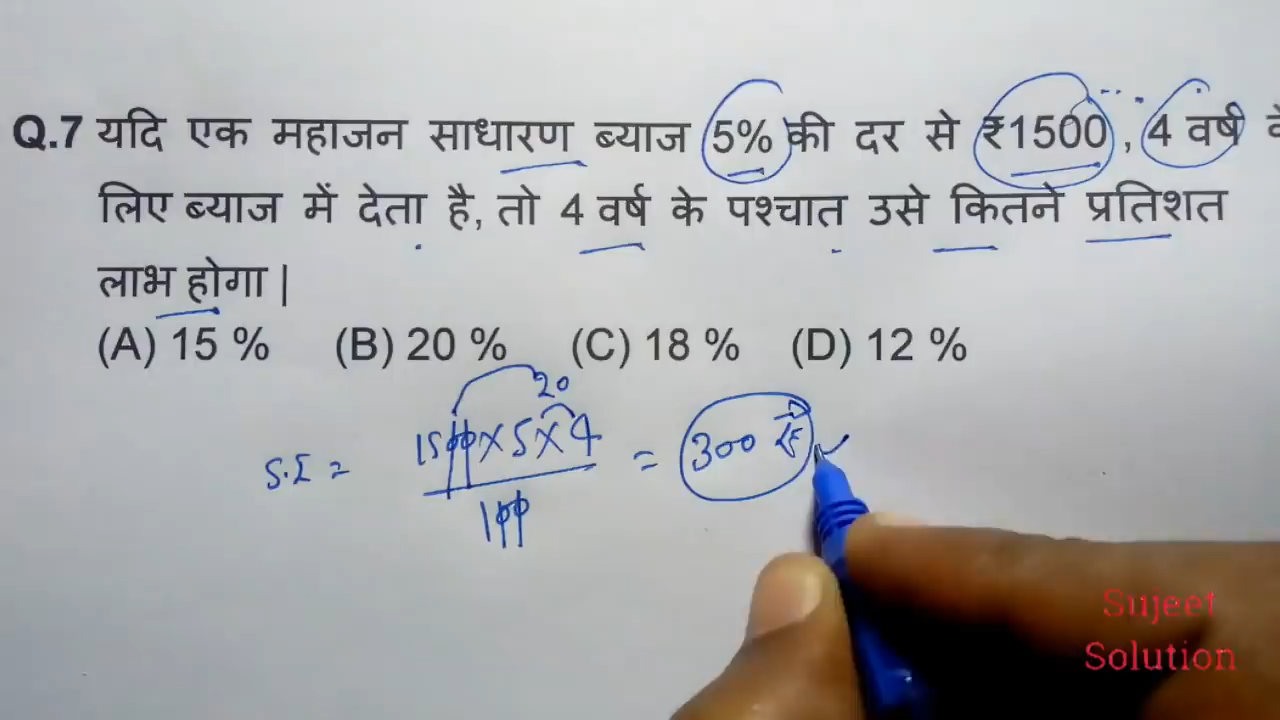 Q.7 यदि एक महाजन साधारण ब्याज 5% की दर से ₹1500, 4 वर्ष के
लिए ब्याज में देता है, तो 4 वर्ष के पश्चात उसे कितने प्रतिशत
लाभ होगा |
(A) 15 % (B) 20 % (C) 18 % (D) 12 %
20
S.I = 1500 x 5 x 4 = 300 रु
100
Sujeet
Solution